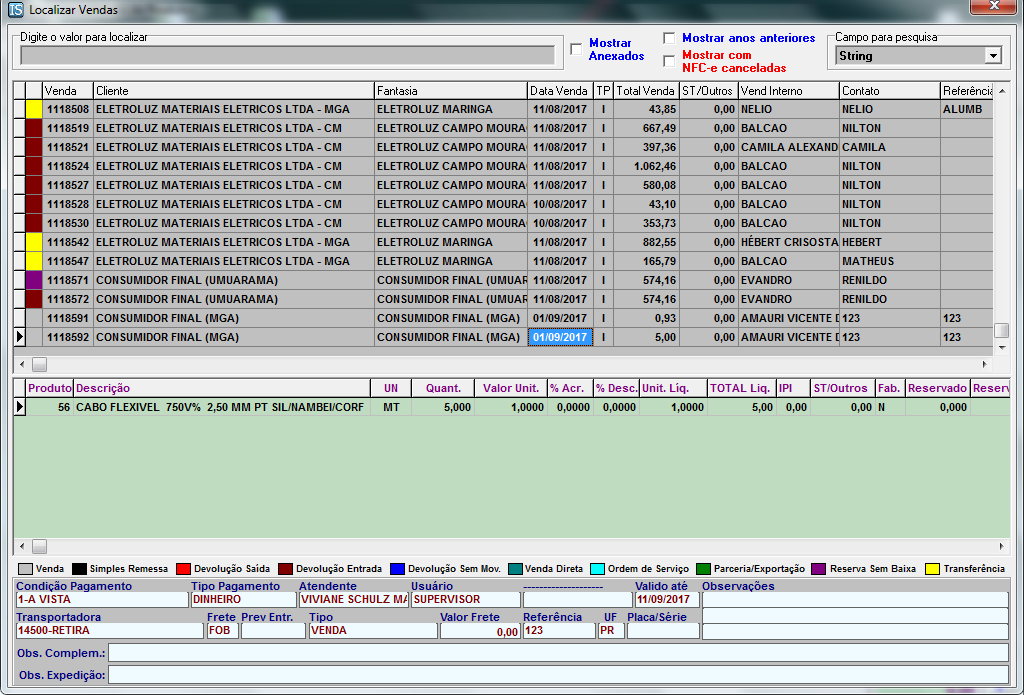 IS Localizar Vendas
Digite o valor para localizar
Mostrar Anexados
Mostrar anos anteriores
Mostrar com NFC-e canceladas
Campo para pesquisa
String
Venda Cliente Fantasia Data Venda TP Total Venda ST/Outros Vend Interno Contato Referência
1118508 ELETROLUZ MATERIAIS ELETRICOS LTDA - MGA ELETROLUZ MARINGA 11/08/2017 I 43,85 0,00 NELIO NELIO ALUMB
1118519 ELETROLUZ MATERIAIS ELETRICOS LTDA - CM ELETROLUZ CAMPO MOURA 11/08/2017 I 667,49 0,00 BALCAO NILTON
1118521 ELETROLUZ MATERIAIS ELETRICOS LTDA - CM ELETROLUZ CAMPO MOURA 11/08/2017 I 397,36 0,00 CAMILA ALEXAND CAMILA
1118524 ELETROLUZ MATERIAIS ELETRICOS LTDA - CM ELETROLUZ CAMPO MOURA 11/08/2017 I 1.062,46 0,00 BALCAO NILTON
1118527 ELETROLUZ MATERIAIS ELETRICOS LTDA - CM ELETROLUZ CAMPO MOURA 11/08/2017 I 580,08 0,00 BALCAO NILTON
1118528 ELETROLUZ MATERIAIS ELETRICOS LTDA - CM ELETROLUZ CAMPO MOURA 10/08/2017 I 43,10 0,00 BALCAO NILTON
1118530 ELETROLUZ MATERIAIS ELETRICOS LTDA - CM ELETROLUZ CAMPO MOURA 10/08/2017 I 353,73 0,00 BALCAO NILTON
1118542 ELETROLUZ MATERIAIS ELETRICOS LTDA - MGA ELETROLUZ MARINGA 11/08/2017 I 882,55 0,00 HÉBERT CRISOSTA HEBERT
1118547 ELETROLUZ MATERIAIS ELETRICOS LTDA - MGA ELETROLUZ MARINGA 11/08/2017 I 165,79 0,00 BALCAO MATHEUS
1118571 CONSUMIDOR FINAL (UMUARAMA) CONSUMIDOR FINAL (UMUAR 11/08/2017 I 574,16 0,00 EVANDRO RENILDO
1118572 CONSUMIDOR FINAL (UMUARAMA) CONSUMIDOR FINAL (UMUAR 11/08/2017 I 574,16 0,00 EVANDRO RENILDO
1118591 CONSUMIDOR FINAL (MGA) CONSUMIDOR FINAL (MGA) 01/09/2017 I 0,93 0,00 AMAURI VICENTE D 123 123
1118592 CONSUMIDOR FINAL (MGA) CONSUMIDOR FINAL (MGA) 01/09/2017 I 5,00 0,00 AMAURI VICENTE D 123 123
Produto Descrição UN Quant. Valor Unit. % Acr. % Desc. Unit. Líq. TOTAL Liq. IPI ST/Outros Fab. Reservado Reserv
56 CABO FLEXIVEL 750V% 2,50 MM PT SIL/NAMBEI/CORF MT 5,000 1,0000 0,0000 0,0000 1,0000 5,00 0,00 0,00 N 0,000
Venda Simples Remessa Devolução Saída Devolução Entrada Devolução Sem Mov. Venda Direta Ordem de Serviço Parceria/Exportação Reserva Sem Baixa Transferência
Condição Pagamento Tipo Pagamento Atendente Usuário -------------------- Valido até Observações
1-A VISTA DINHEIRO VIVIANE SCHULZ MA SUPERVISOR 11/09/2017
Transportadora Frete Prev Entr. Tipo Valor Frete Referência UF Placa/Série
14500-RETIRA FOB VENDA 0,00 123 PR
Obs. Complem.:
Obs. Expedição: